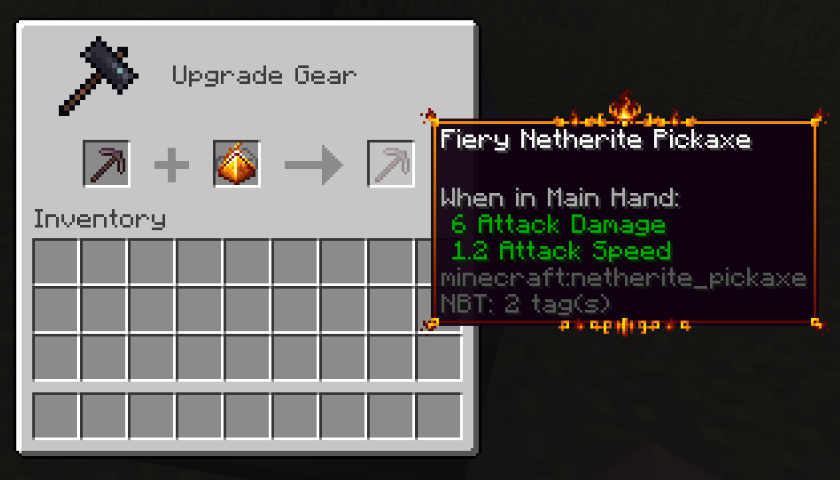 Upgrade Gear
Inventory
Fiery Netherite Pickaxe
When in Main Hand:
6 Attack Damage
1.2 Attack Speed
minecraft:netherite_pickaxe
NBT: 2 tag(s)